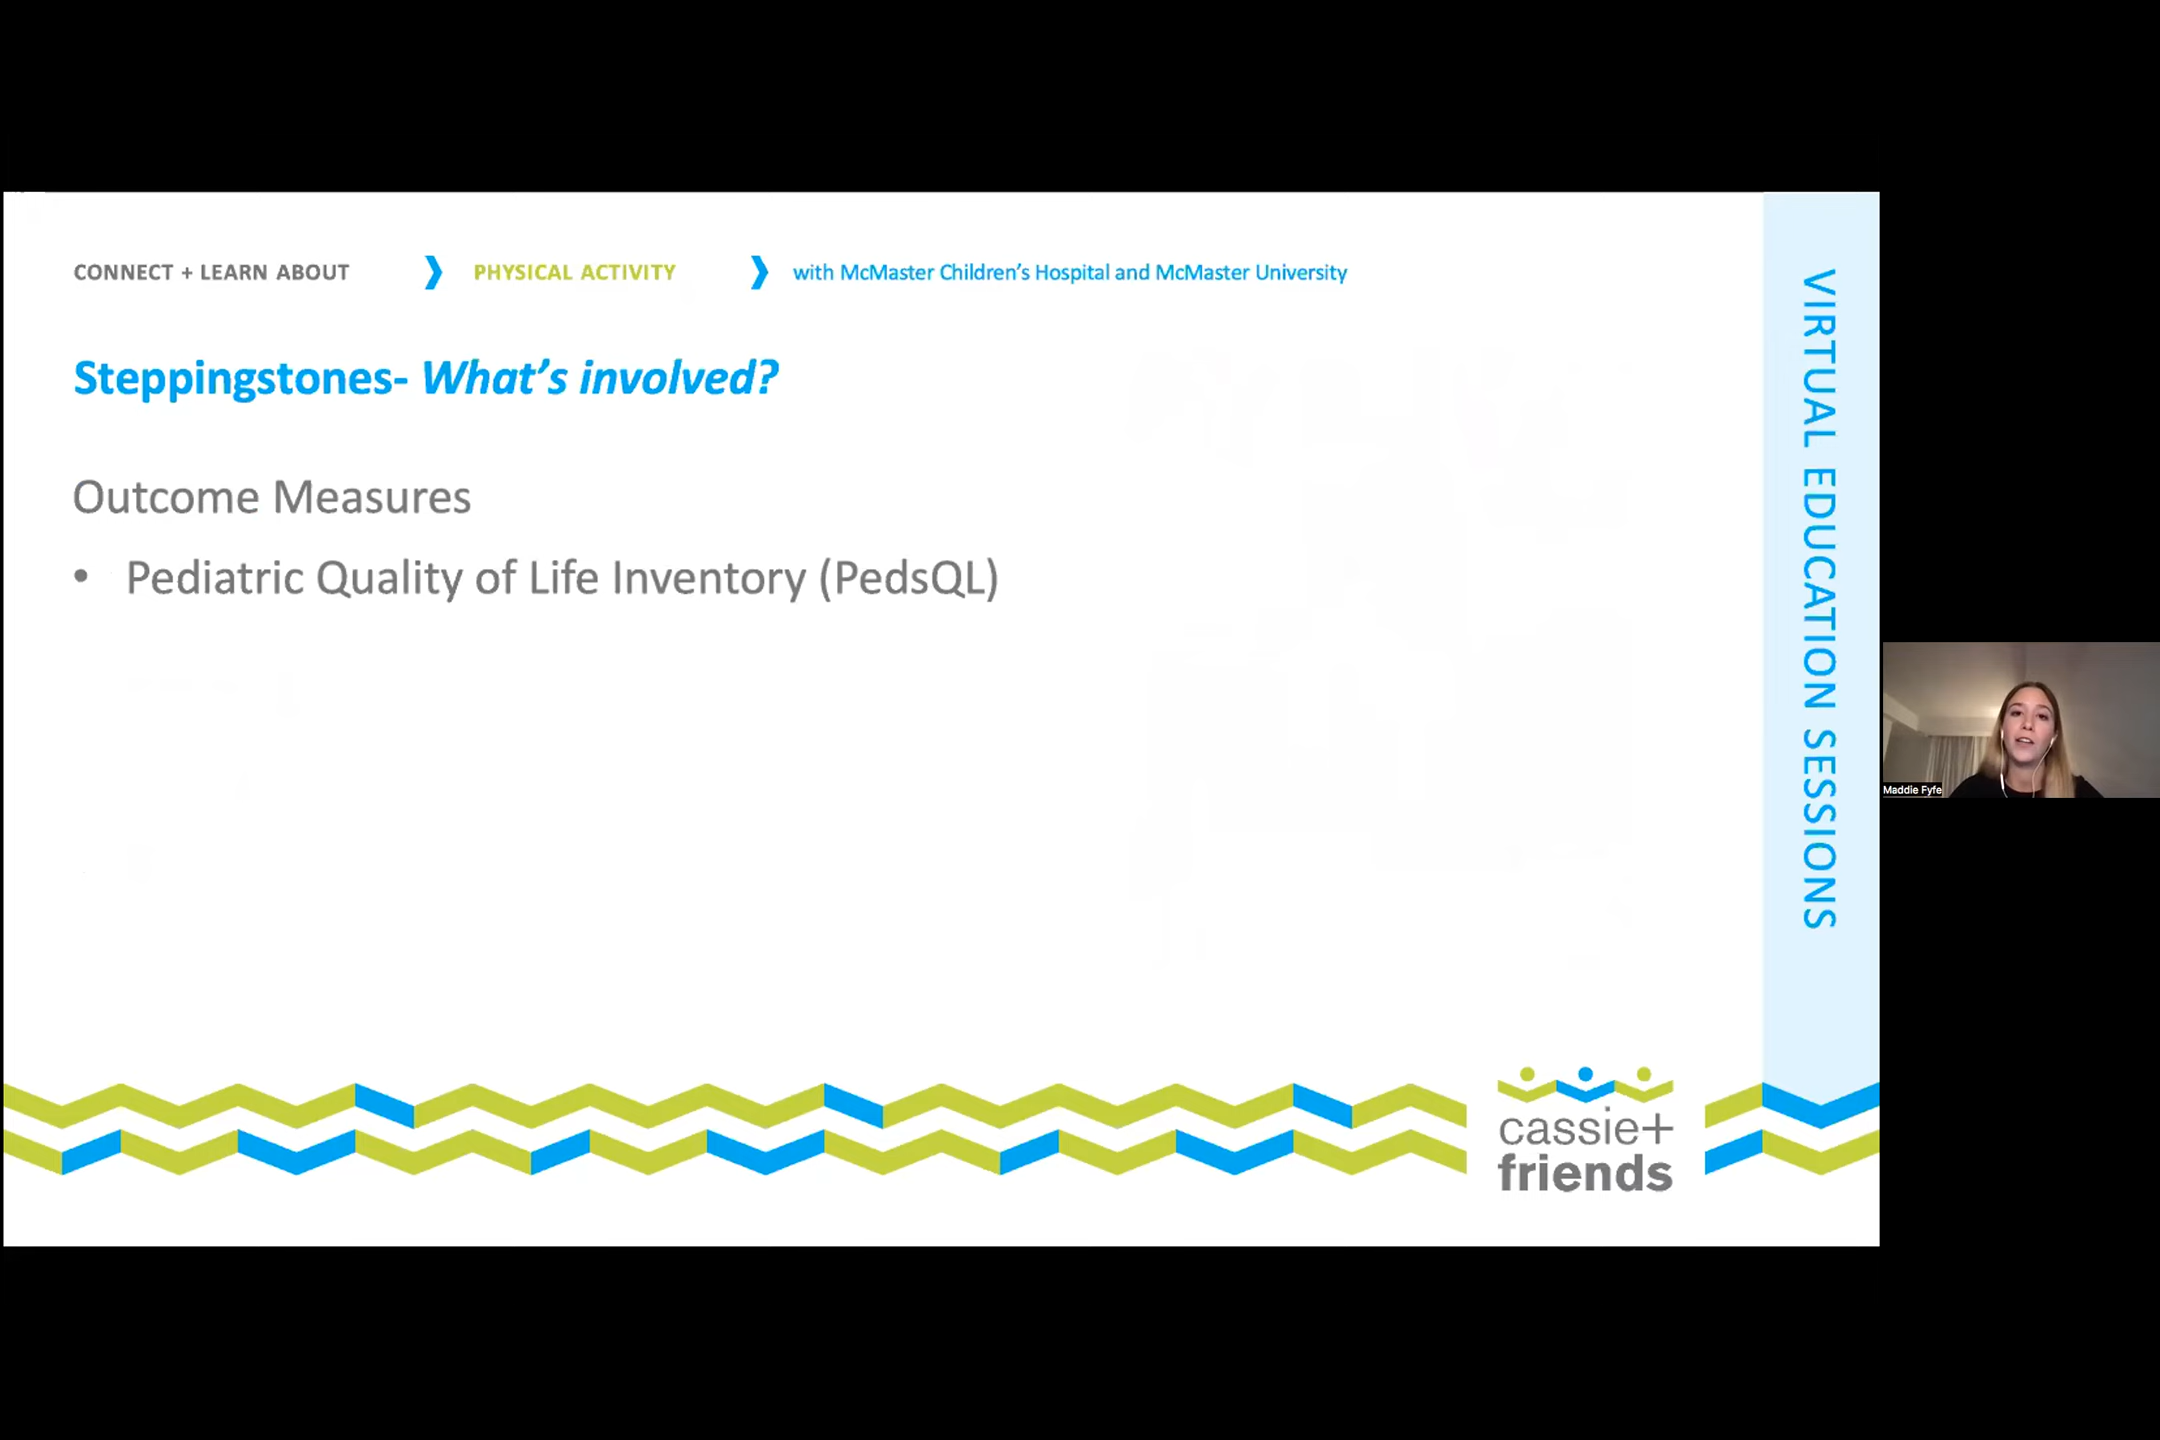 CONNECT + LEARN ABOUT ❯ PHYSICAL ACTIVITY ❯ with McMaster Children's Hospital and McMaster University
Steppingstones- What's involved?
Outcome Measures
• Pediatric Quality of Life Inventory (PedsQL)
VIRTUAL EDUCATION SESSIONS
Maddie Fyfe
cassie+
friends